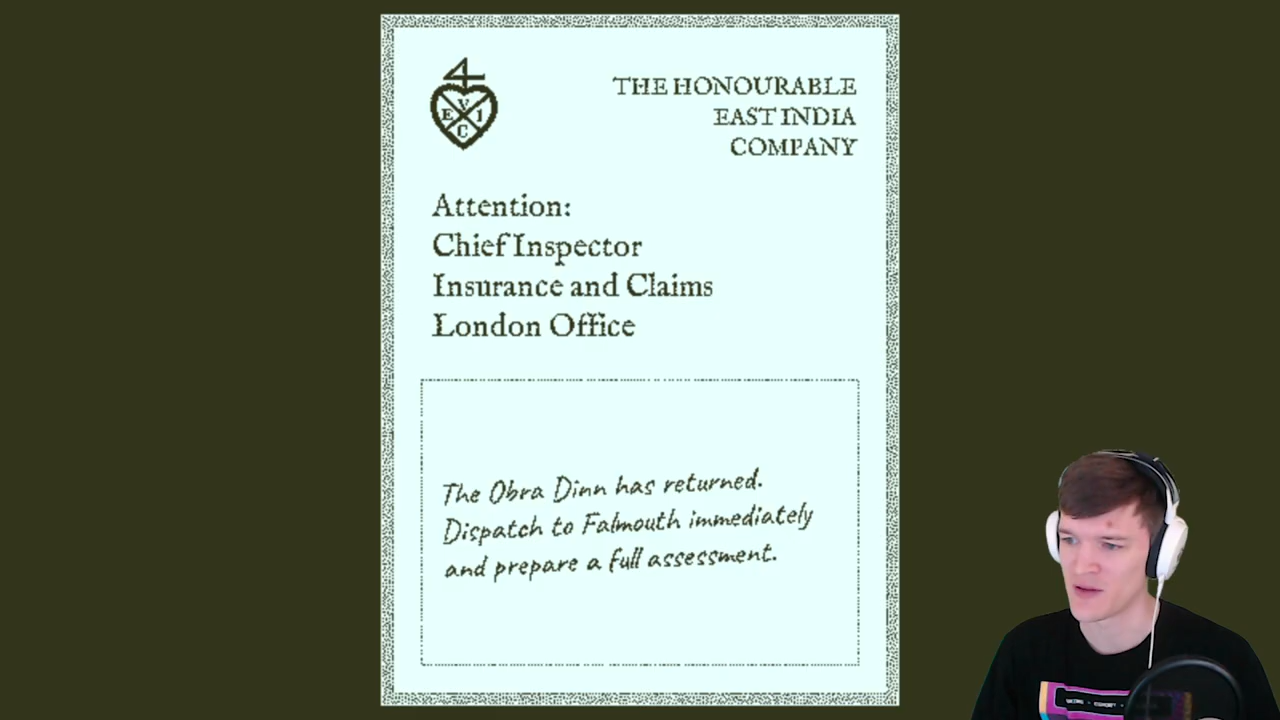 4
V
E I
C
THE HONOURABLE
EAST INDIA
COMPANY
Attention:
Chief Inspector
Insurance and Claims
London Office
The Obra Dinn has returned.
Dispatch to Falmouth immediately
and prepare a full assessment.